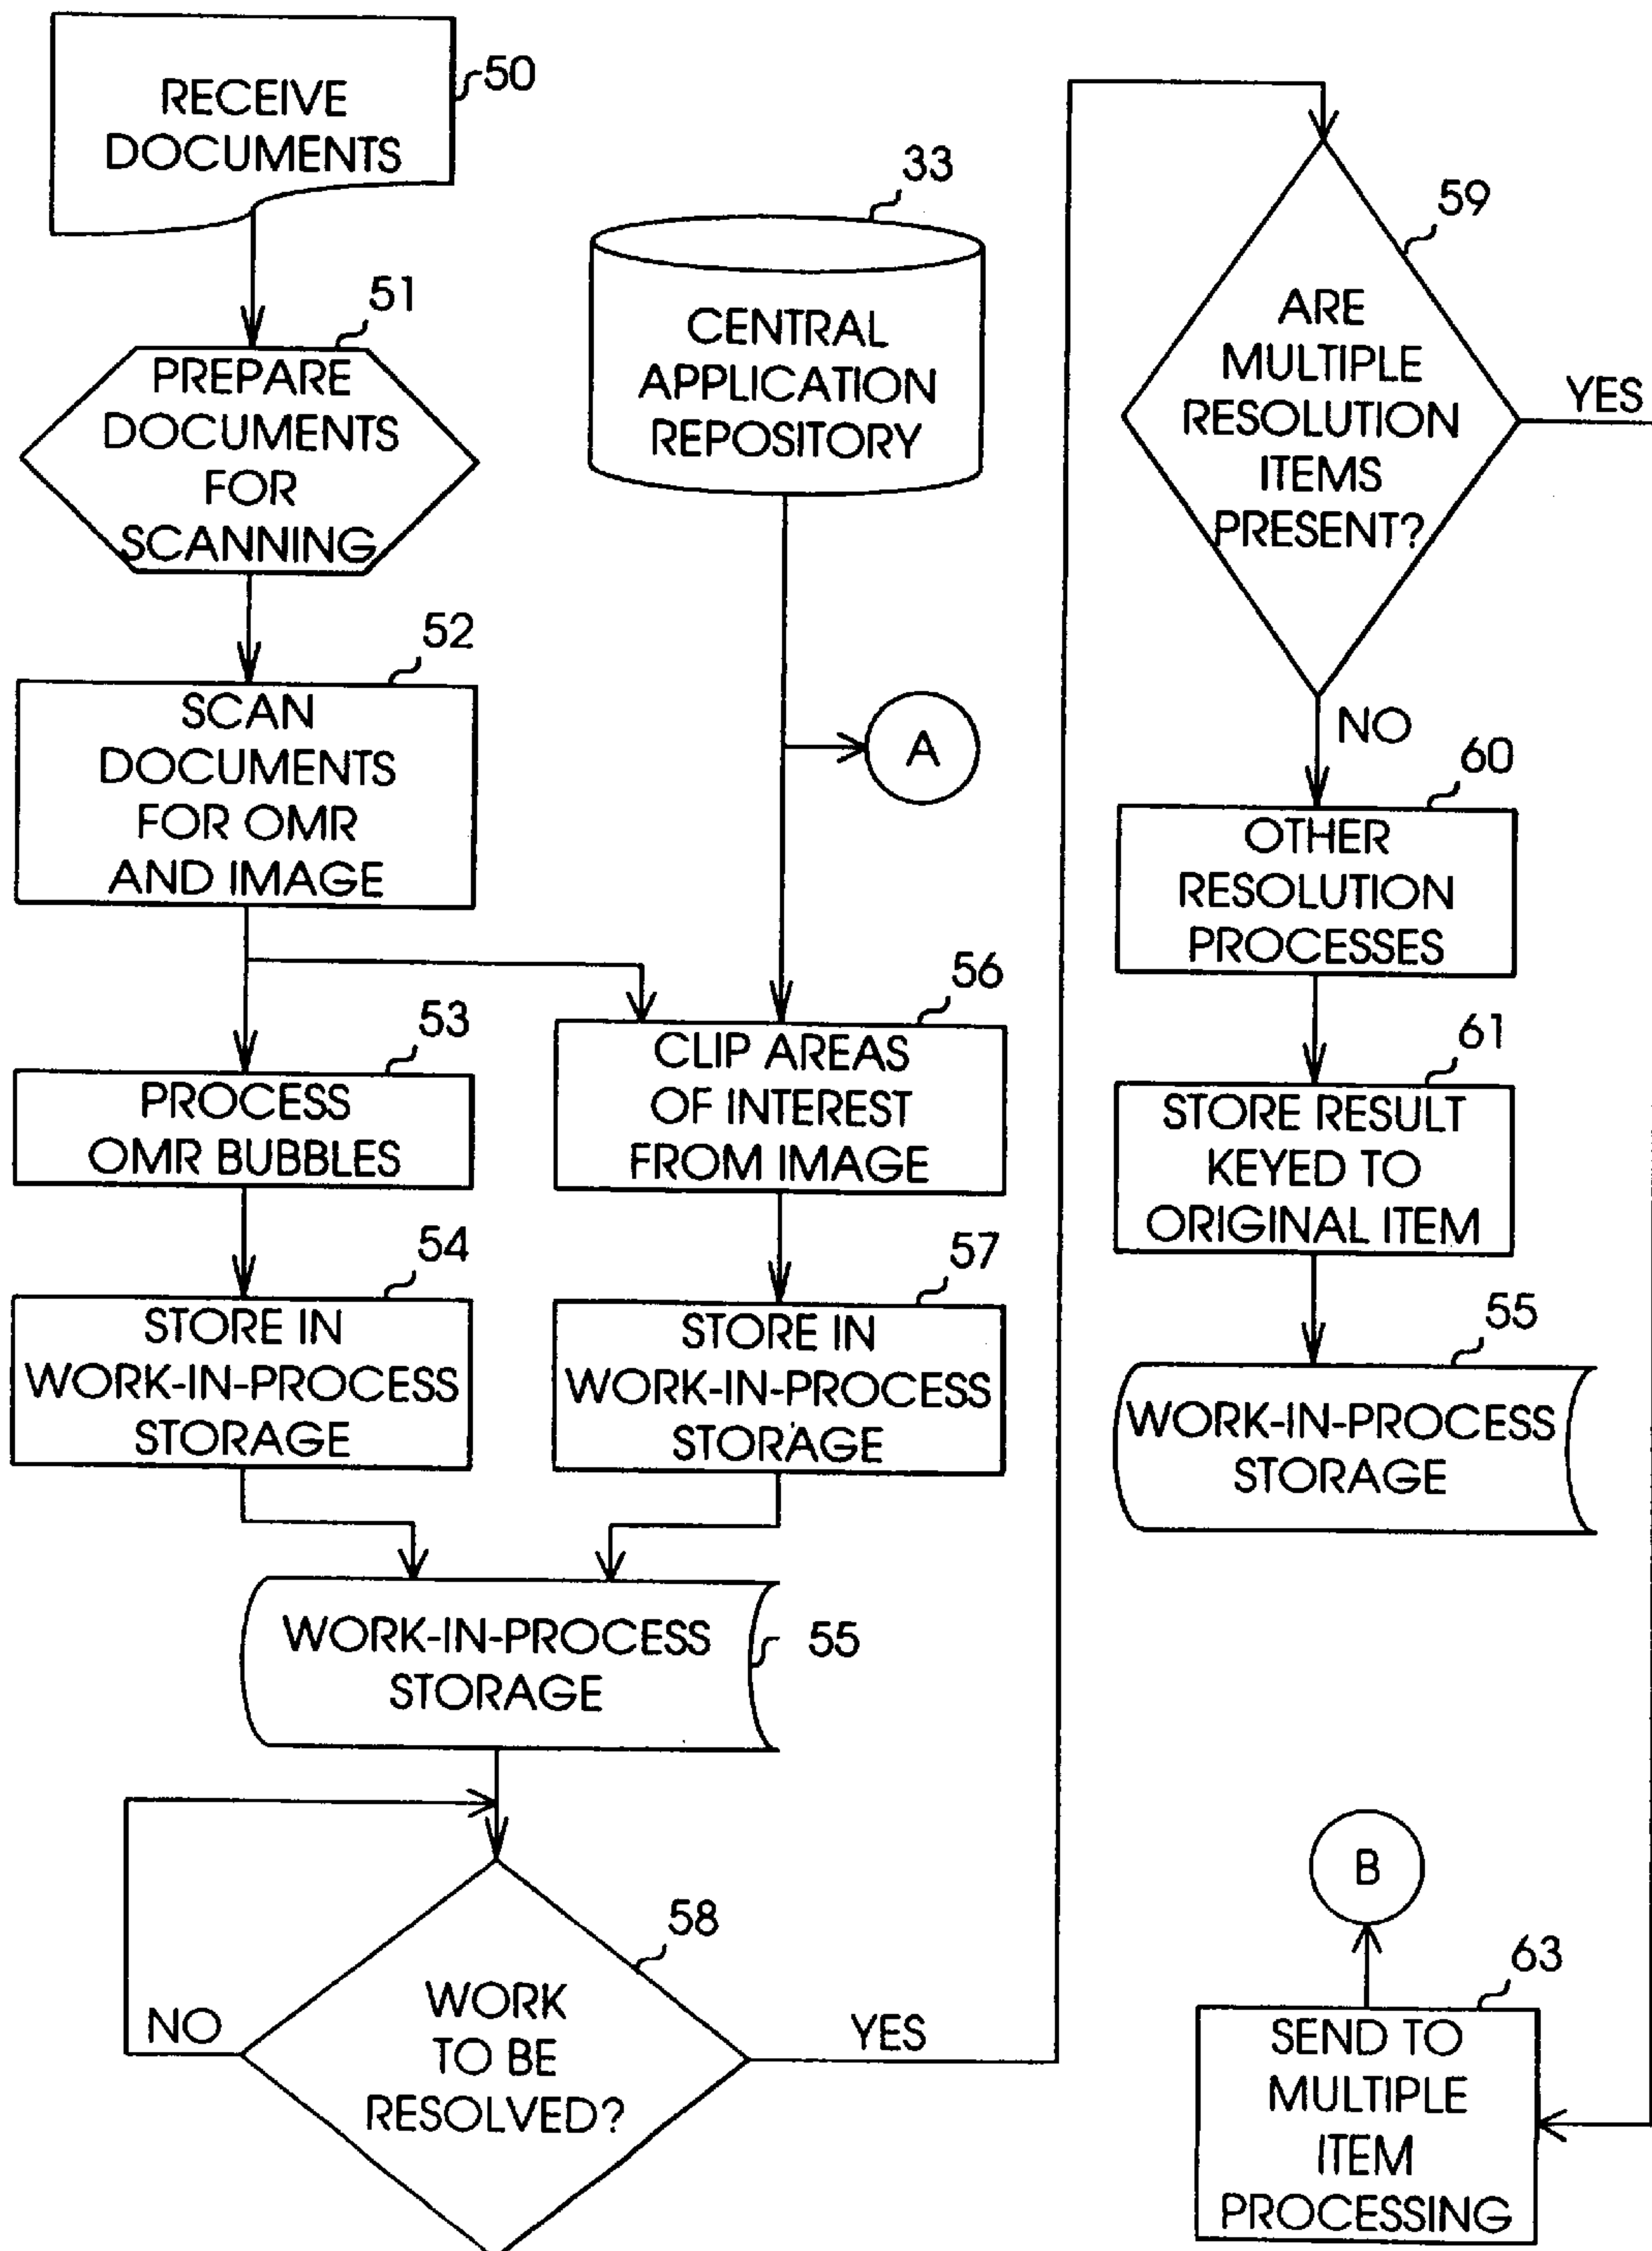 50
RECEIVE
DOCUMENTS
51
PREPARE
DOCUMENTS
FOR
SCANNING
52
SCAN
DOCUMENTS
FOR OMR
AND IMAGE
53
PROCESS
OMR BUBBLES
54
STORE IN
WORK-IN-PROCESS
STORAGE
33
CENTRAL
APPLICATION
REPOSITORY
A
56
CLIP AREAS
OF INTEREST
FROM IMAGE
57
STORE IN
WORK-IN-PROCESS
STORAGE
WORK-IN-PROCESS
STORAGE
55
58
WORK
TO BE
RESOLVED?
NO
YES
59
ARE
MULTIPLE
RESOLUTION
ITEMS
PRESENT?
YES
NO
60
OTHER
RESOLUTION
PROCESSES
61
STORE RESULT
KEYED TO
ORIGINAL ITEM
55
WORK-IN-PROCESS
STORAGE
B
63
SEND TO
MULTIPLE
ITEM
PROCESSING